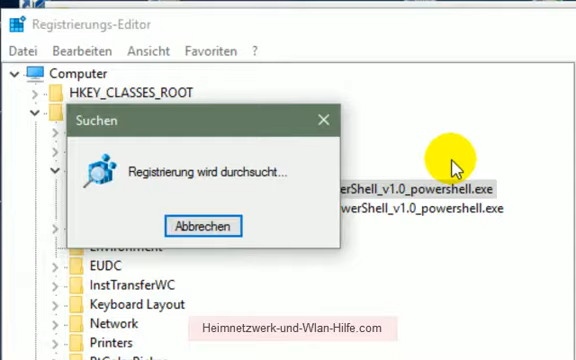 Registrierungs-Editor
Datei Bearbeiten Ansicht Favoriten ?
Computer
HKEY_CLASSES_ROOT
Suchen
Registrierung wird durchsucht...
erShell_v1.0_powershell.exe
werShell_v1.0_powershell.exe
Abbrechen
Environment
EUDC
InstTransferWC
Keyboard Layout
Network
Heimnetzwerk-und-Wlan-Hilfe.com
Printers